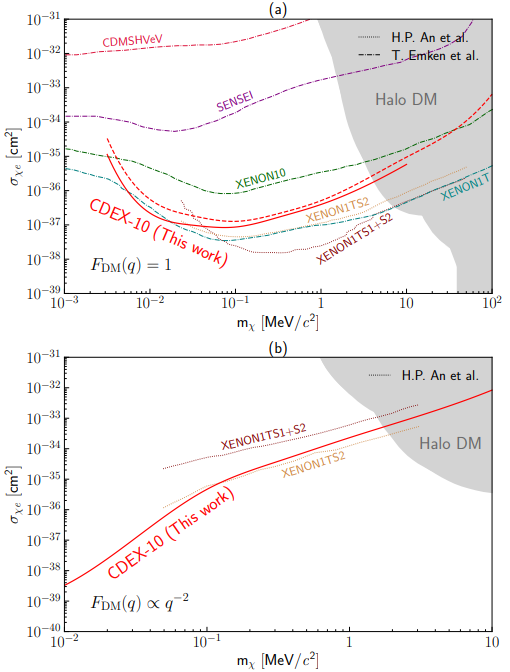 (a)
10⁻³¹
10⁻³²
10⁻³³
10⁻³⁴
10⁻³⁵
10⁻³⁶
10⁻³⁷
10⁻³⁸
10⁻³⁹
σχe [cm²]
H.P. An et al.
T. Emken et al.
CDMSHVeV
SENSEI
Halo DM
XENON10
XENON1T
XENON1TS2
XENON1TS1+S2
CDEX-10 (This work)
F_DM(q) = 1
10⁻³ 10⁻² 10⁻¹ 1 10 10²
mχ [MeV/c²]
(b)
10⁻³¹
10⁻³²
10⁻³³
10⁻³⁴
10⁻³⁵
10⁻³⁶
10⁻³⁷
10⁻³⁸
10⁻³⁹
10⁻⁴⁰
σχe [cm²]
H.P. An et al.
XENON1TS1+S2
Halo DM
XENON1TS2
CDEX-10 (This work)
F_DM(q) ∝ q⁻²
10⁻² 10⁻¹ 1 10
mχ [MeV/c²]